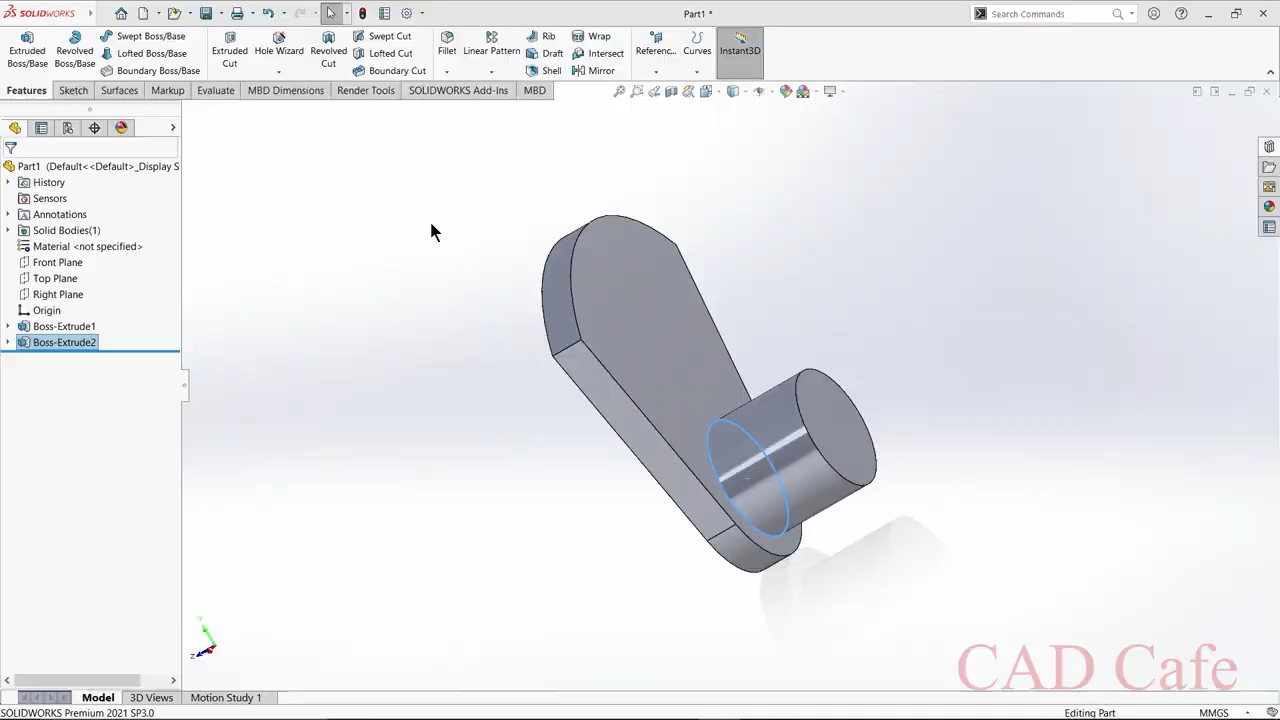 SOLIDWORKS
Part1 *
Search Commands
Extruded Boss/Base
Revolved Boss/Base
Swept Boss/Base
Lofted Boss/Base
Boundary Boss/Base
Extruded Cut
Hole Wizard
Revolved Cut
Swept Cut
Lofted Cut
Boundary Cut
Fillet
Linear Pattern
Rib
Draft
Shell
Wrap
Intersect
Mirror
Referenc...
Curves
Instant3D
Features
Sketch
Surfaces
Markup
Evaluate
MBD Dimensions
Render Tools
SOLIDWORKS Add-Ins
MBD
Part1 (Default<<Default>_Display S
History
Sensors
Annotations
Solid Bodies(1)
Material <not specified>
Front Plane
Top Plane
Right Plane
Origin
Boss-Extrude1
Boss-Extrude2
Y
Z
CAD Cafe
Model
3D Views
Motion Study 1
SOLIDWORKS Premium 2021 SP3.0
Editing Part
MMGS